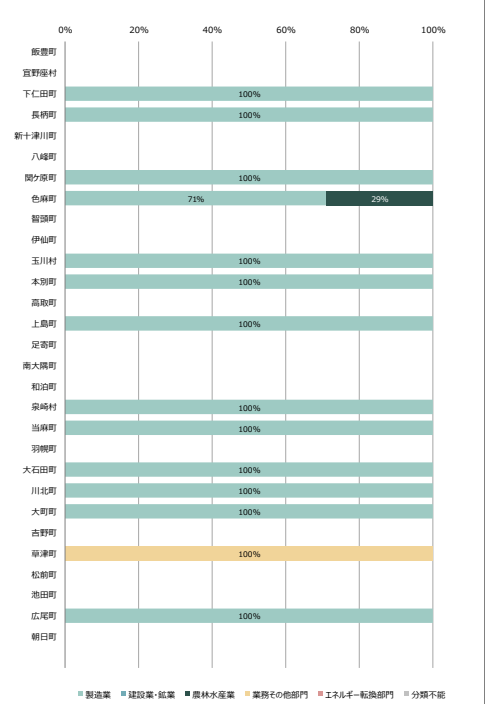 0% 20% 40% 60% 80% 100%
飯豊町
宜野座村
下仁田町 100%
長柄町 100%
新十津川町
八峰町
関ケ原町 100%
色麻町 71% 29%
智頭町
伊仙町
玉川村 100%
本別町 100%
高取町
上島町 100%
足寄町
南大隅町
和泊町
泉崎村 100%
当麻町 100%
羽幌町
大石田町 100%
川北町 100%
大町町 100%
吉野町
草津町 100%
松前町
池田町
広尾町 100%
朝日町
製造業 建設業・鉱業 農林水産業 業務その他部門 エネルギー転換部門 分類不能